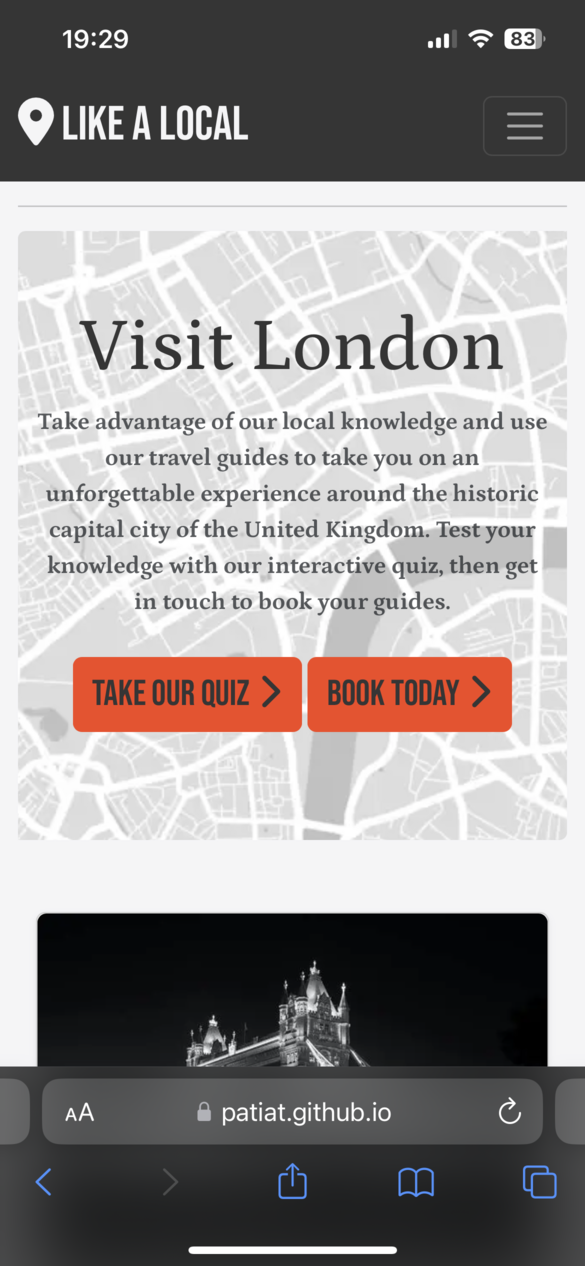 19:29
83
LIKE A LOCAL
Visit London
Take advantage of our local knowledge and use
our travel guides to take you on an
unforgettable experience around the historic
capital city of the United Kingdom. Test your
knowledge with our interactive quiz, then get
in touch to book your guides.
TAKE OUR QUIZ
BOOK TODAY
AA
patiat.github.io